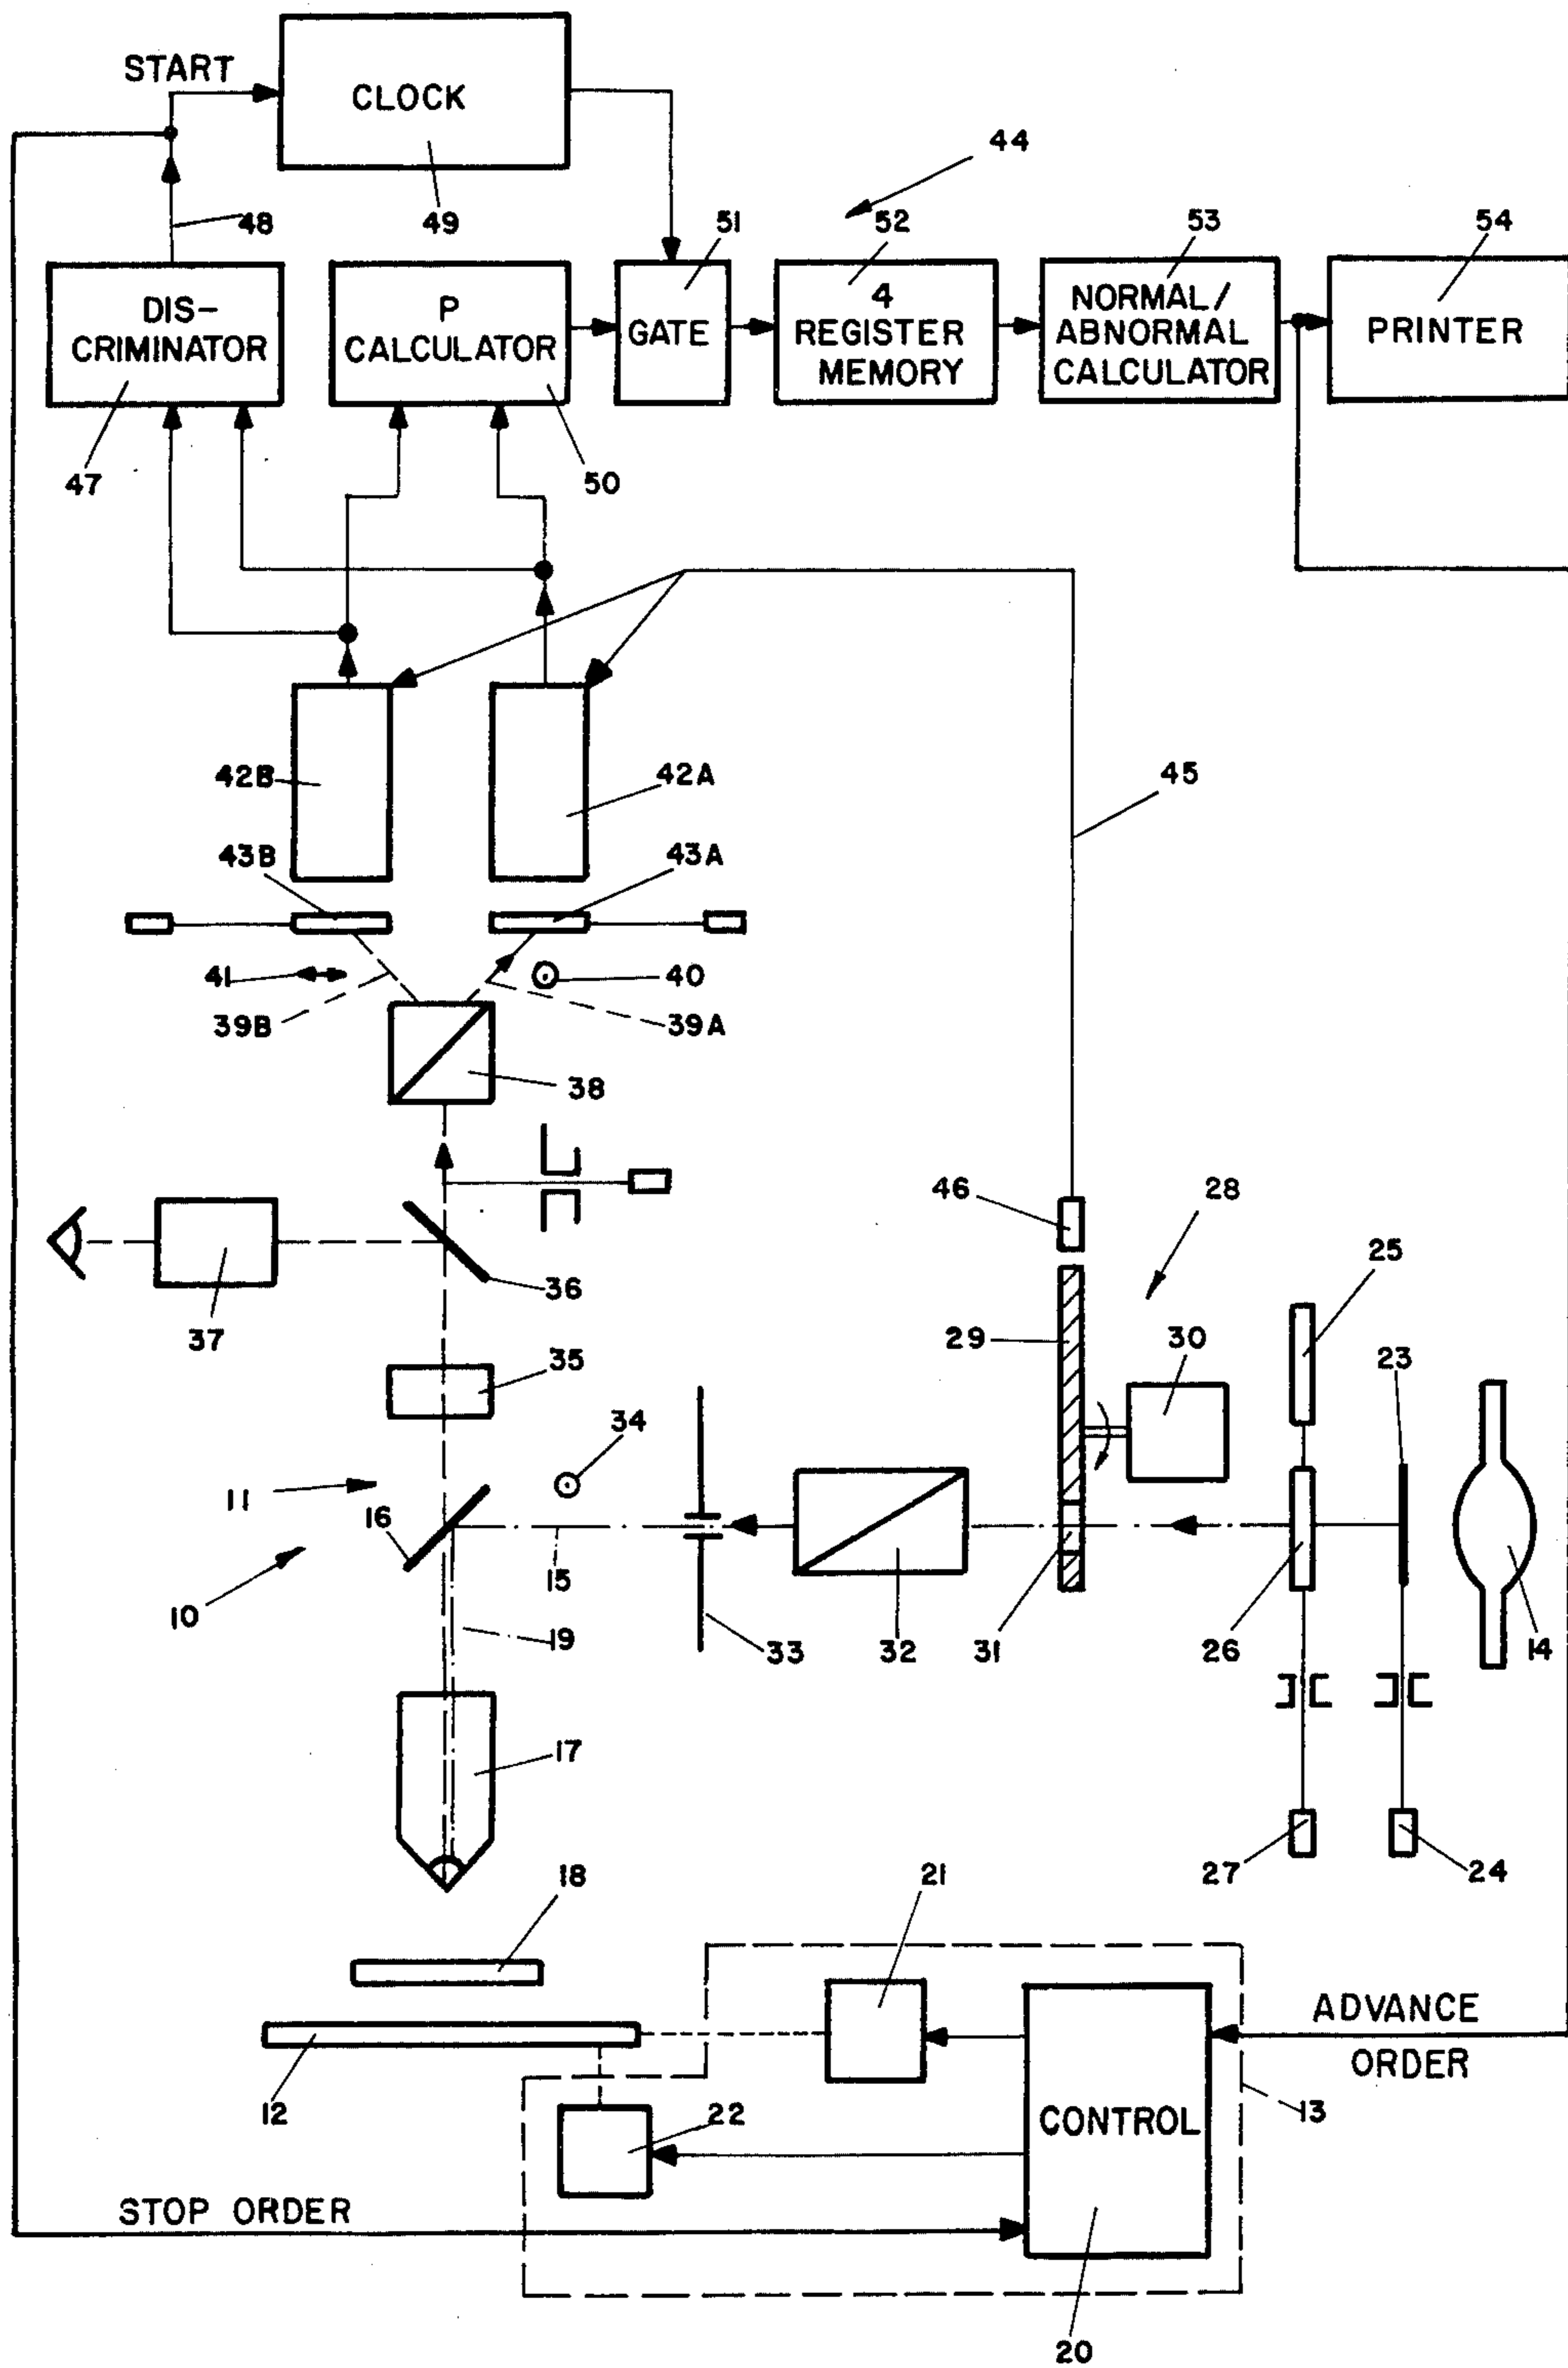 START
CLOCK
44
48
49
51
52
53
54
DIS-
CRIMINATOR
P
CALCULATOR
GATE
4
REGISTER
MEMORY
NORMAL/
ABNORMAL
CALCULATOR
PRINTER
47
50
42B
42A
45
43B
43A
41
40
39B
39A
38
46
28
36
25
37
29
30
23
35
34
11
16
15
10
19
33
32
31
26
14
17
27
24
18
21
ADVANCE
ORDER
12
22
CONTROL
13
STOP ORDER
20